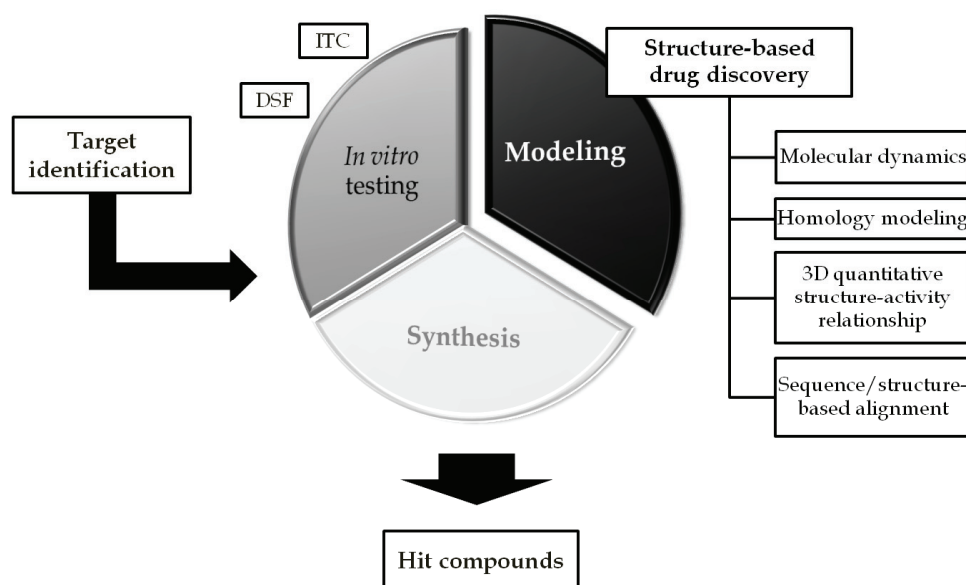 ITC
DSF
Target
identification
In vitro
testing
Modeling
Synthesis
Structure-based
drug discovery
Molecular dynamics
Homology modeling
3D quantitative
structure-activity
relationship
Sequence/structure-
based alignment
Hit compounds